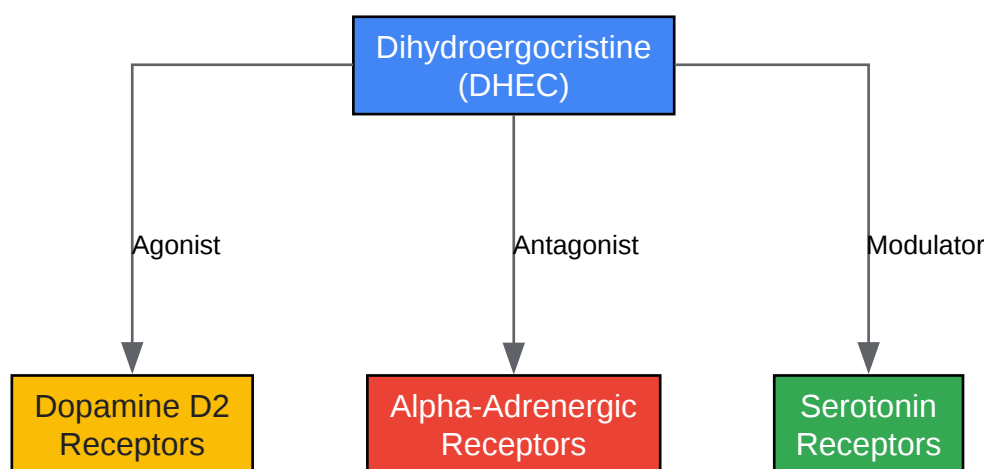 Dihydroergocristine
(DHEC)
Agonist
Antagonist
Modulator
Dopamine D2
Receptors
Alpha-Adrenergic
Receptors
Serotonin
Receptors